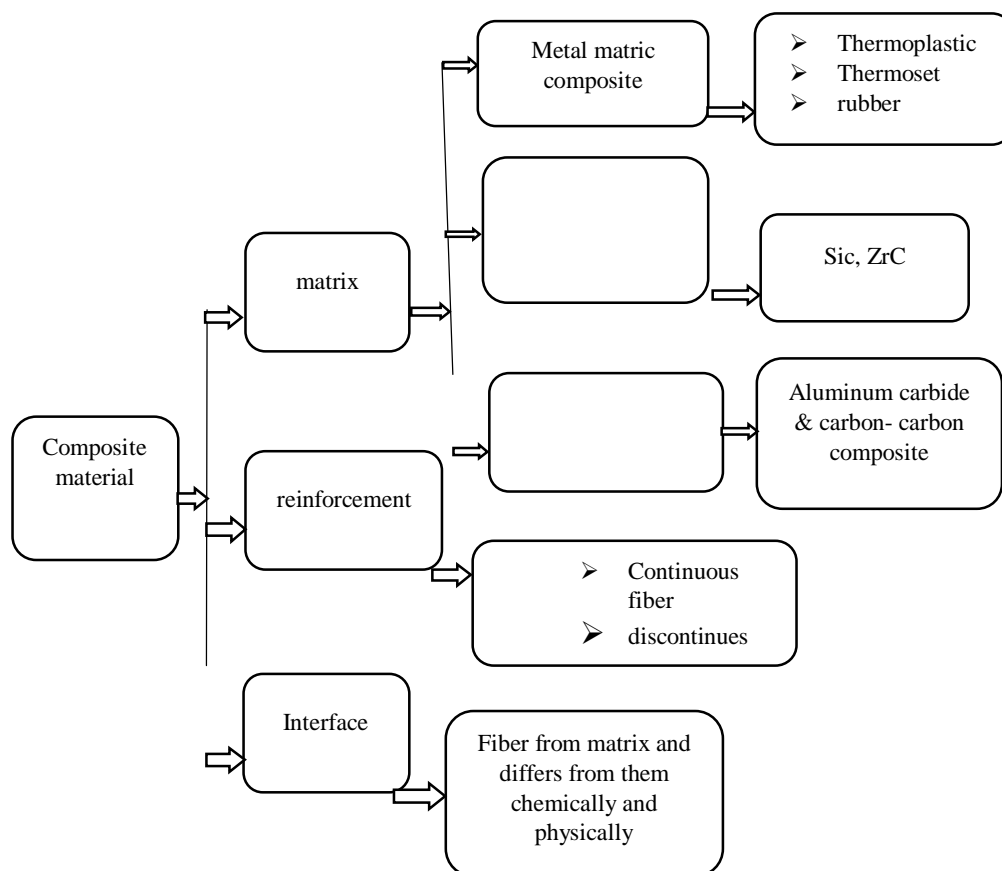 Metal matric
composite
➢ Thermoplastic
➢ Thermoset
➢ rubber
matrix
Sic, ZrC
Composite
material
reinforcement
Aluminum carbide
& carbon- carbon
composite
➢ Continuous
fiber
➢ discontinues
Interface
Fiber from matrix and
differs from them
chemically and
physically